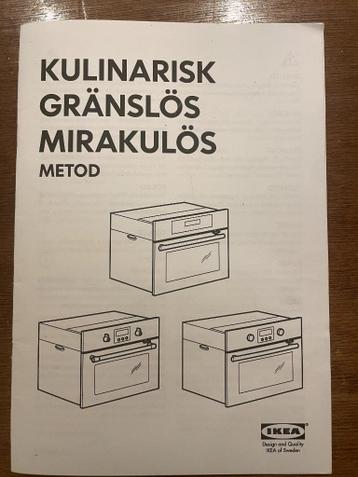 KULINARISK
GRÄNSLÖS
MIRAKULÖS
METOD
IKEA
Design and Quality
IKEA of Sweden